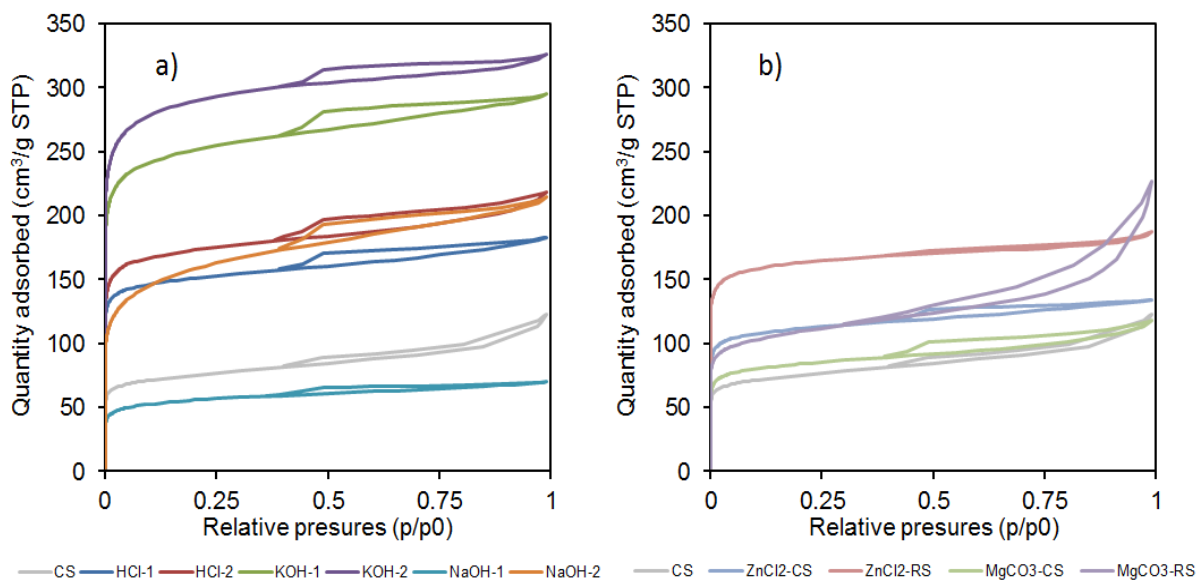 350
300
250
200
150
100
50
0
Quantity adsorbed (cm³/g STP)
a)
0 0.25 0.5 0.75 1
Relative presures (p/p0)
CS HCl-1 HCl-2 KOH-1 KOH-2 NaOH-1 NaOH-2
350
300
250
200
150
100
50
0
Quantity adsorbed (cm³/g STP)
b)
0 0.25 0.5 0.75 1
Relative presures (p/p0)
CS ZnCl2-CS ZnCl2-RS MgCO3-CS MgCO3-RS